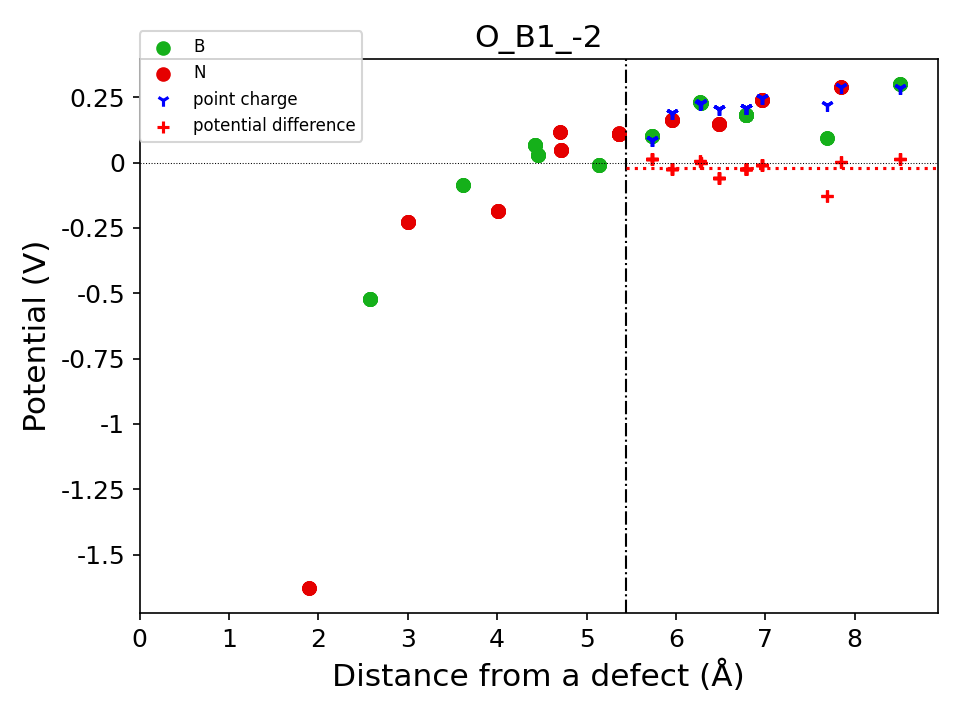 O_B1_-2
B
N
point charge
potential difference
0.25
0
-0.25
-0.5
-0.75
-1
-1.25
-1.5
Potential (V)
0 1 2 3 4 5 6 7 8
Distance from a defect (Å)